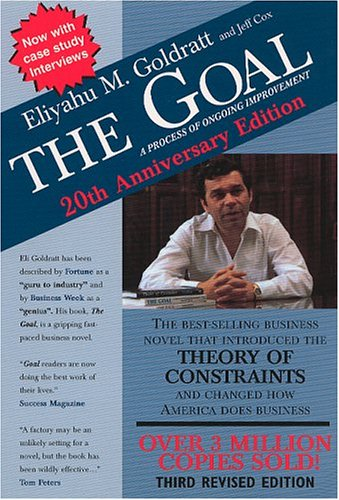 Now with
case study
Interviews
Eliyahu M. Goldratt and Jeff Cox
THE GOAL
A PROCESS OF ONGOING IMPROVEMENT
20th Anniversary Edition
Eli Goldratt has
been described
by Fortune as a
"guru to industry" and
by Business Week as a
"genius". His book, The
Goal, is a gripping fast-
paced business novel.
"Goal readers are now
doing the best work of
their lives."
Success Magazine
"A factory may be an
unlikely setting for a
novel, but the book has
been wildly effective..."
Tom Peters
THE BEST-SELLING BUSINESS
NOVEL THAT INTRODUCED THE
THEORY OF
CONSTRAINTS
AND CHANGED HOW
AMERICA DOES BUSINESS
OVER 3 MILLION
COPIES SOLD!
THIRD REVISED EDITION